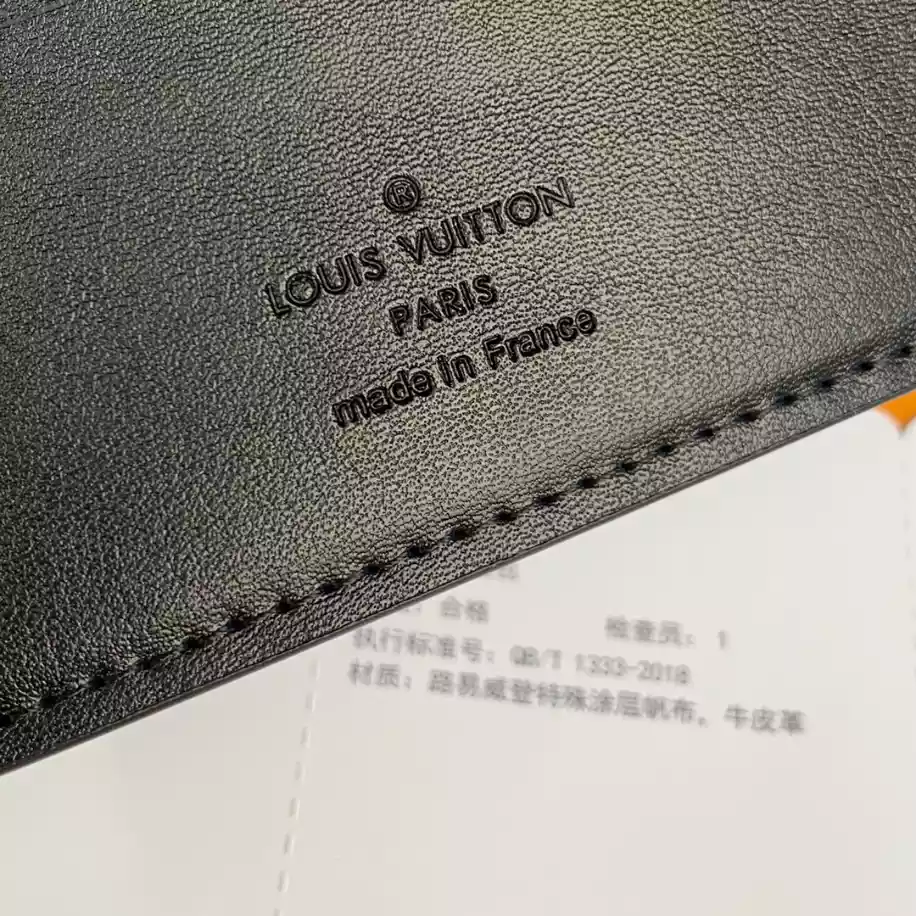 ®
LOUIS VUITTON
PARIS
made in France
合格 检查员：1
执行标准号：QB/T 1333-2018
材质：路易威登特殊涂层帆布，牛皮革